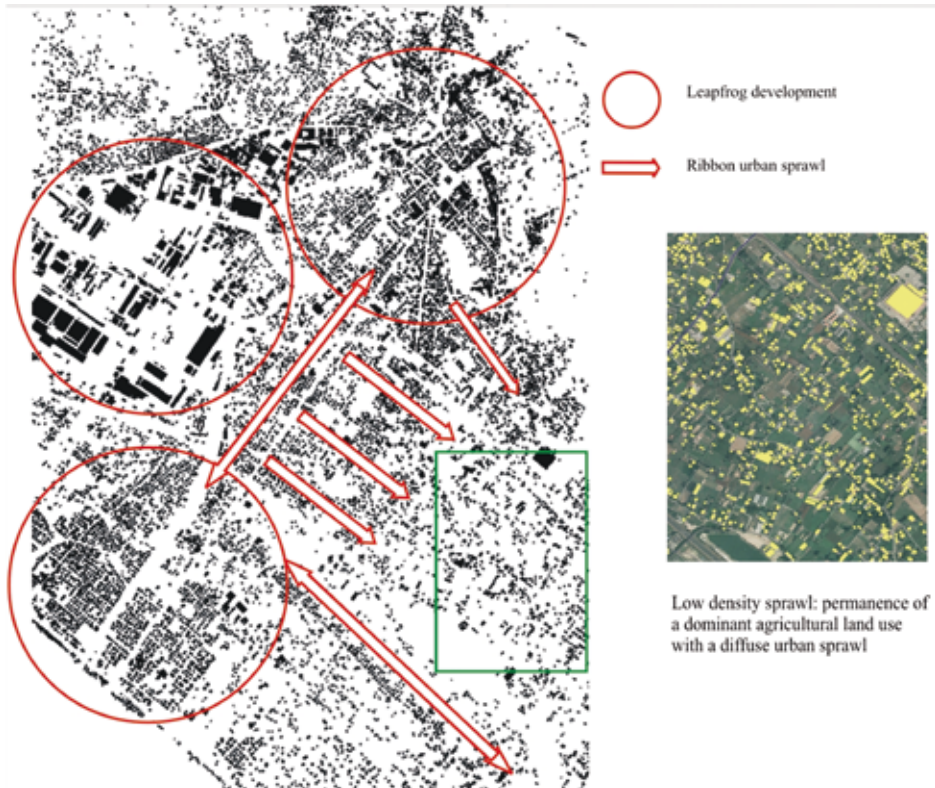 Leapfrog development
Ribbon urban sprawl
Low density sprawl: permanence of
a dominant agricultural land use
with a diffuse urban sprawl